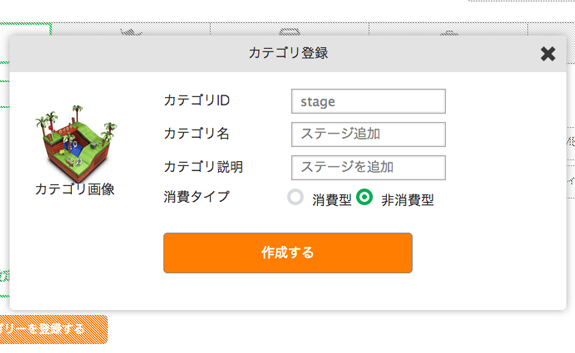 カテゴリ登録
カテゴリID
stage
カテゴリ名
ステージ追加
カテゴリ説明
ステージを追加
カテゴリ画像
消費タイプ
消費型
非消費型
作成する
ゴリーを登録する